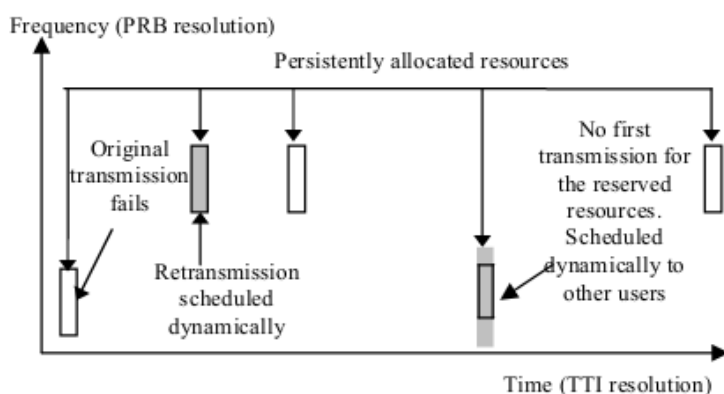 Frequency (PRB resolution)
Persistently allocated resources
Original
transmission
fails
Retransmission
scheduled
dynamically
No first
transmission for
the reserved
resources.
Scheduled
dynamically to
other users
Time (TTI resolution)